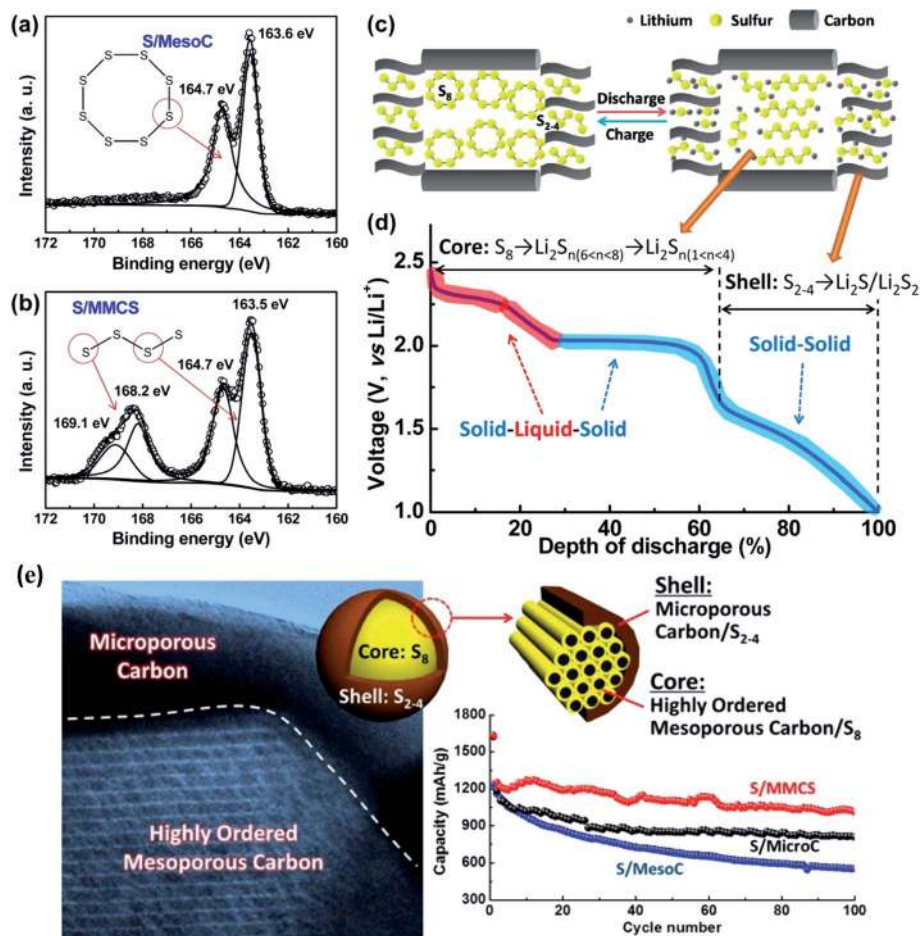 (a)
S/MesoC
163.6 eV
164.7 eV
S
S
S
S
S
S
S
S
Intensity (a. u.)
172 170 168 166 164 162 160
Binding energy (eV)
(b)
S/MMCS
163.5 eV
S
S
S
S
164.7 eV
168.2 eV
169.1 eV
Intensity (a. u.)
172 170 168 166 164 162 160
Binding energy (eV)
(c)
Lithium Sulfur Carbon
S8
S2-4
Discharge
Charge
(d)
Core: S8→Li2Sn(6<n<8)→Li2Sn(1<n<4)
Shell: S2-4→Li2S/Li2S2
Solid-Solid
Solid-Liquid-Solid
Voltage (V, vs Li/Li+)
2.5
2.0
1.5
1.0
0 20 40 60 80 100
Depth of discharge (%)
(e)
Microporous
Carbon
Highly Ordered
Mesoporous Carbon
Core: S8
Shell: S2-4
Shell:
Microporous
Carbon/S2-4
Core:
Highly Ordered
Mesoporous Carbon/S8
Capacity (mAh/g)
1800
1500
1200
900
600
300
S/MMCS
S/MicroC
S/MesoC
0 20 40 60 80 100
Cycle number